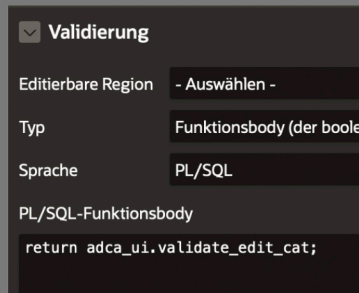 Validierung
Editierbare Region - Auswählen -
Typ Funktionsbody (der boole
Sprache PL/SQL
PL/SQL-Funktionsbody
return adca_ui.validate_edit_cat;